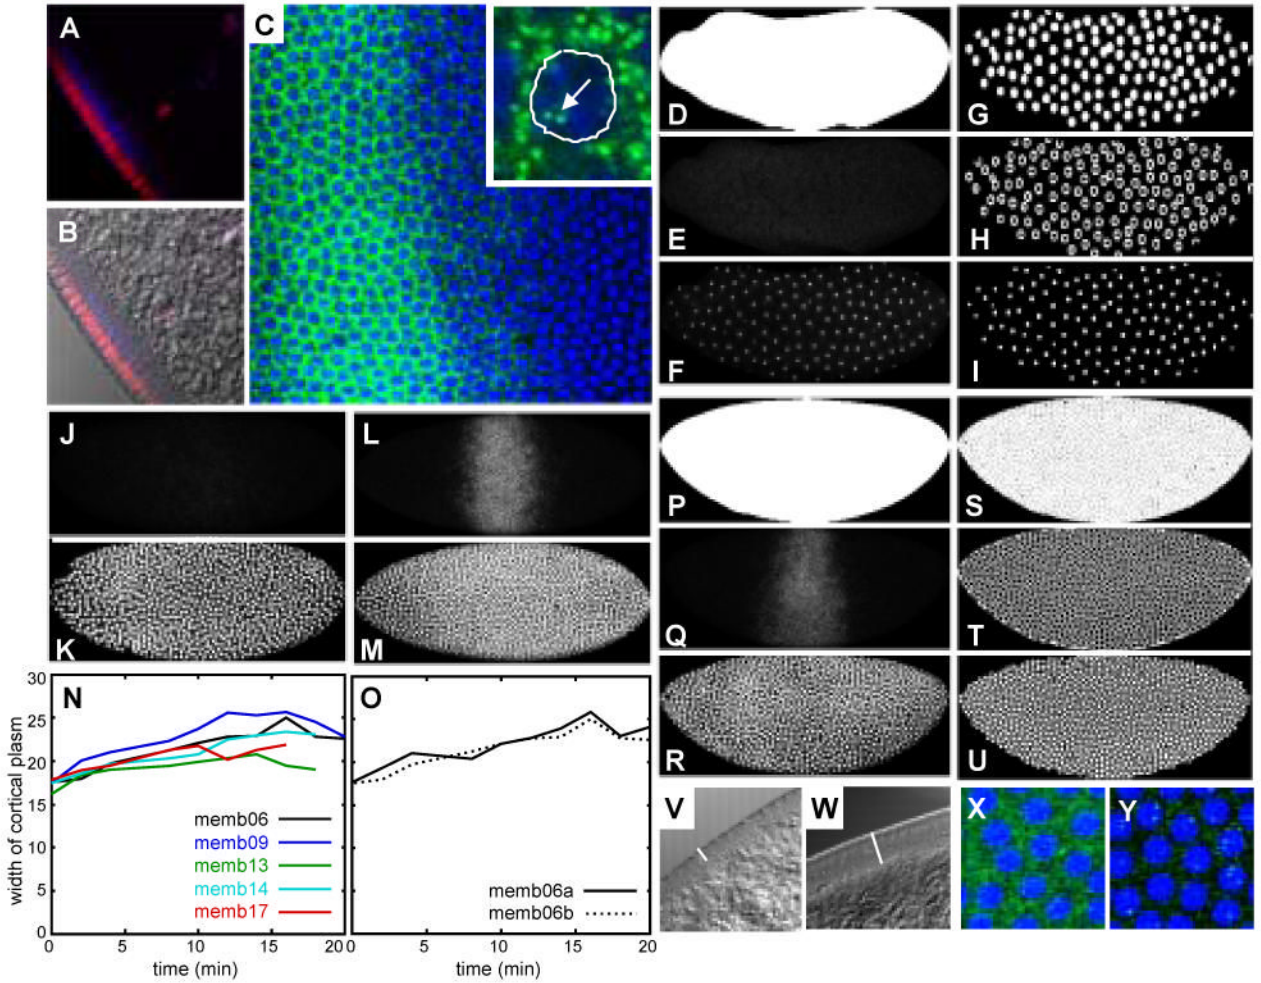 A
B
C
D
E
F
G
H
I
J
K
L
M
P
Q
R
S
T
U
N
30
25
20
15
10
5
0
width of cortical plasm
memb06
memb09
memb13
memb14
memb17
0
5
10
15
20
time (min)
O
memb06a
memb06b
0
5
10
15
20
time (min)
V
W
X
Y